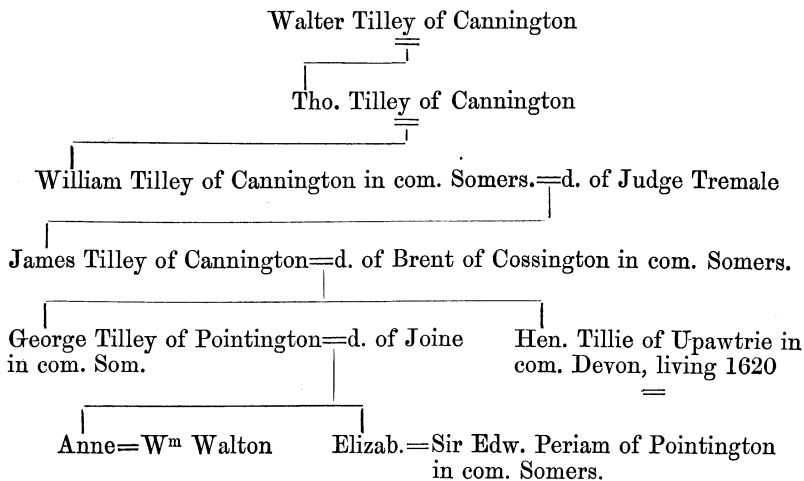 Walter Tilley of Cannington
Tho. Tilley of Cannington
William Tilley of Cannington in com. Somers.=d. of Judge Tremale
James Tilley of Cannington=d. of Brent of Cossington in com. Somers.
George Tilley of Pointington=d. of Joine
in com. Som.
Hen. Tillie of Upawtrie in
com. Devon, living 1620
Anne=Wᵐ Walton
Elizab.=Sir Edw. Periam of Pointington
in com. Somers.